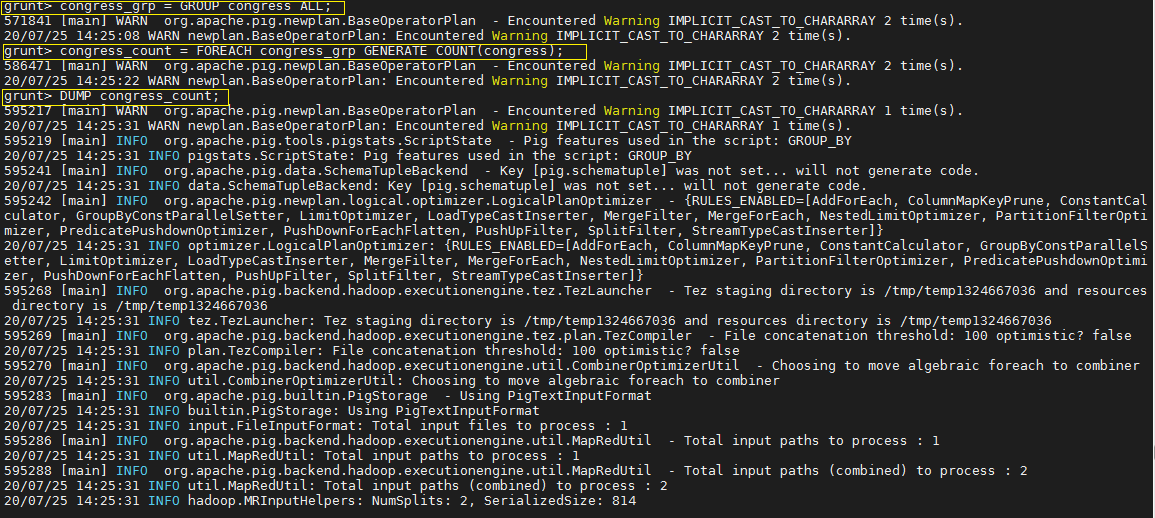 grunt> congress_grp = GROUP congress ALL;
571841 [main] WARN  org.apache.pig.newplan.BaseOperatorPlan  - Encountered Warning IMPLICIT_CAST_TO_CHARARRAY 2 time(s).
20/07/25 14:25:08 WARN newplan.BaseOperatorPlan: Encountered Warning IMPLICIT_CAST_TO_CHARARRAY 2 time(s).
grunt> congress_count = FOREACH congress_grp GENERATE COUNT(congress);
586471 [main] WARN  org.apache.pig.newplan.BaseOperatorPlan  - Encountered Warning IMPLICIT_CAST_TO_CHARARRAY 2 time(s).
20/07/25 14:25:22 WARN newplan.BaseOperatorPlan: Encountered Warning IMPLICIT_CAST_TO_CHARARRAY 2 time(s).
grunt> DUMP congress_count;
595217 [main] WARN  org.apache.pig.newplan.BaseOperatorPlan  - Encountered Warning IMPLICIT_CAST_TO_CHARARRAY 1 time(s).
20/07/25 14:25:31 WARN newplan.BaseOperatorPlan: Encountered Warning IMPLICIT_CAST_TO_CHARARRAY 1 time(s).
595219 [main] INFO  org.apache.pig.tools.pigstats.ScriptState  - Pig features used in the script: GROUP_BY
20/07/25 14:25:31 INFO pigstats.ScriptState: Pig features used in the script: GROUP_BY
595241 [main] INFO  org.apache.pig.data.SchemaTupleBackend  - Key [pig.schematuple] was not set... will not generate code.
20/07/25 14:25:31 INFO data.SchemaTupleBackend: Key [pig.schematuple] was not set... will not generate code.
595242 [main] INFO  org.apache.pig.newplan.logical.optimizer.LogicalPlanOptimizer  - {RULES_ENABLED=[AddForEach, ColumnMapKeyPrune, ConstantCal
culator, GroupByConstParallelSetter, LimitOptimizer, LoadTypeCastInserter, MergeFilter, MergeForEach, NestedLimitOptimizer, PartitionFilterOpti
mizer, PredicatePushdownOptimizer, PushDownForEachFlatten, PushUpFilter, SplitFilter, StreamTypeCastInserter]}
20/07/25 14:25:31 INFO optimizer.LogicalPlanOptimizer: {RULES_ENABLED=[AddForEach, ColumnMapKeyPrune, ConstantCalculator, GroupByConstParallelS
etter, LimitOptimizer, LoadTypeCastInserter, MergeFilter, MergeForEach, NestedLimitOptimizer, PartitionFilterOptimizer, PredicatePushdownOptimi
zer, PushDownForEachFlatten, PushUpFilter, SplitFilter, StreamTypeCastInserter]}
595268 [main] INFO  org.apache.pig.backend.hadoop.executionengine.tez.TezLauncher  - Tez staging directory is /tmp/temp1324667036 and resources
 directory is /tmp/temp1324667036
20/07/25 14:25:31 INFO tez.TezLauncher: Tez staging directory is /tmp/temp1324667036 and resources directory is /tmp/temp1324667036
595269 [main] INFO  org.apache.pig.backend.hadoop.executionengine.tez.plan.TezCompiler  - File concatenation threshold: 100 optimistic? false
20/07/25 14:25:31 INFO plan.TezCompiler: File concatenation threshold: 100 optimistic? false
595270 [main] INFO  org.apache.pig.backend.hadoop.executionengine.util.CombinerOptimizerUtil  - Choosing to move algebraic foreach to combiner
20/07/25 14:25:31 INFO util.CombinerOptimizerUtil: Choosing to move algebraic foreach to combiner
595283 [main] INFO  org.apache.pig.builtin.PigStorage  - Using PigTextInputFormat
20/07/25 14:25:31 INFO builtin.PigStorage: Using PigTextInputFormat
20/07/25 14:25:31 INFO input.FileInputFormat: Total input files to process : 1
595286 [main] INFO  org.apache.pig.backend.hadoop.executionengine.util.MapRedUtil  - Total input paths to process : 1
20/07/25 14:25:31 INFO util.MapRedUtil: Total input paths to process : 1
595288 [main] INFO  org.apache.pig.backend.hadoop.executionengine.util.MapRedUtil  - Total input paths (combined) to process : 2
20/07/25 14:25:31 INFO util.MapRedUtil: Total input paths (combined) to process : 2
20/07/25 14:25:31 INFO hadoop.MRInputHelpers: NumSplits: 2, SerializedSize: 814